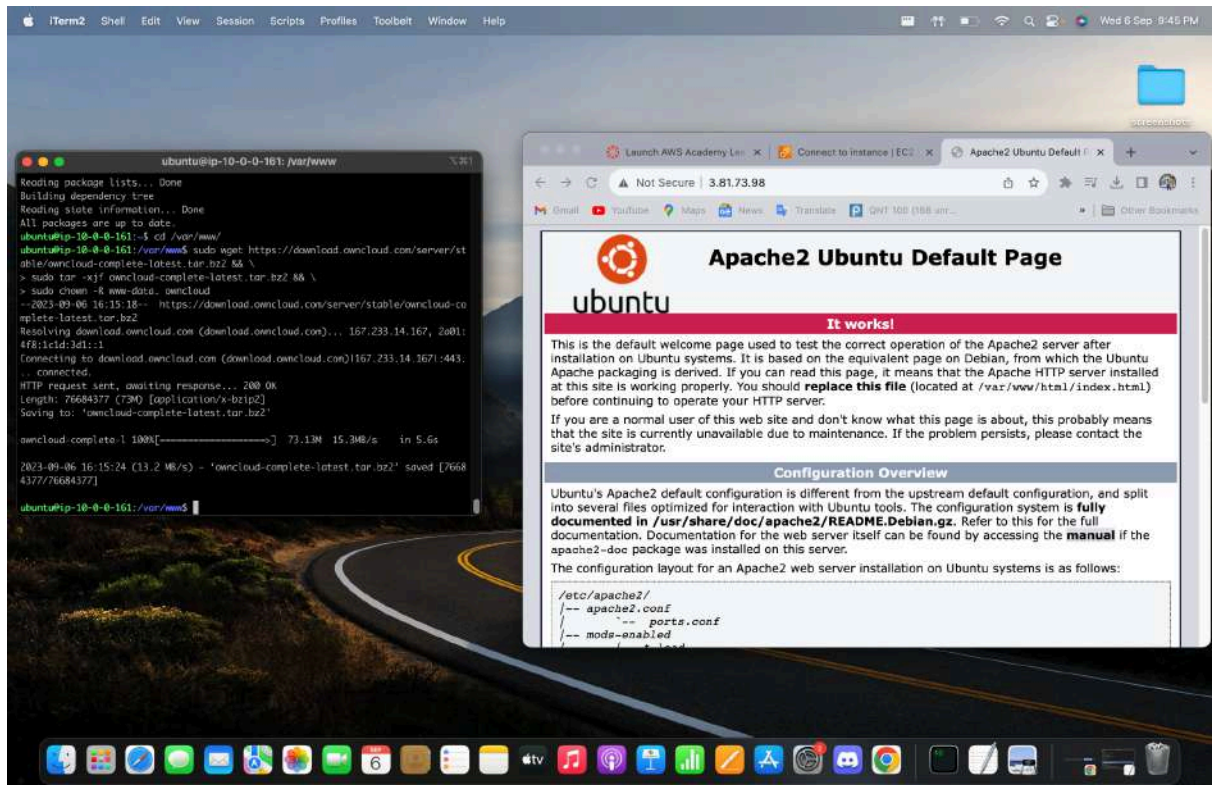 iTerm2 Shell Edit View Session Scripts Profiles Toolbelt Window Help
Wed 6 Sep 9:45 PM
screenshots
ubuntu@ip-10-0-0-161: /var/www
⌥⌘1
Reading package lists... Done
Building dependency tree
Reading state information... Done
All packages are up to date.
ubuntu@ip-10-0-0-161:~$ cd /var/www/
ubuntu@ip-10-0-0-161:/var/www$ sudo wget https://download.owncloud.com/server/st
able/owncloud-complete-latest.tar.bz2 && \
> sudo tar -xjf owncloud-complete-latest.tar.bz2 && \
> sudo chown -R www-data. owncloud
--2023-09-06 16:15:18-- https://download.owncloud.com/server/stable/owncloud-co
mplete-latest.tar.bz2
Resolving download.owncloud.com (download.owncloud.com)... 167.233.14.167, 2a01:
4f8:1c1d:3d1::1
Connecting to download.owncloud.com (download.owncloud.com)|167.233.14.167|:443.
.. connected.
HTTP request sent, awaiting response... 200 OK
Length: 76684377 (73M) [application/x-bzip2]
Saving to: 'owncloud-complete-latest.tar.bz2'
owncloud-complete-l 100%[===================>] 73.13M 15.3MB/s in 5.6s
2023-09-06 16:15:24 (13.2 MB/s) - 'owncloud-complete-latest.tar.bz2' saved [7668
4377/76684377]
ubuntu@ip-10-0-0-161:/var/www$
Launch AWS Academy Lea
Connect to instance | EC2
Apache2 Ubuntu Default P
Not Secure 3.81.73.98
Gmail YouTube Maps News Translate QNT 100 (188 unr... » Other Bookmarks
ubuntu
Apache2 Ubuntu Default Page
It works!
This is the default welcome page used to test the correct operation of the Apache2 server after
installation on Ubuntu systems. It is based on the equivalent page on Debian, from which the Ubuntu
Apache packaging is derived. If you can read this page, it means that the Apache HTTP server installed
at this site is working properly. You should replace this file (located at /var/www/html/index.html)
before continuing to operate your HTTP server.
If you are a normal user of this web site and don't know what this page is about, this probably means
that the site is currently unavailable due to maintenance. If the problem persists, please contact the
site's administrator.
Configuration Overview
Ubuntu's Apache2 default configuration is different from the upstream default configuration, and split
into several files optimized for interaction with Ubuntu tools. The configuration system is fully
documented in /usr/share/doc/apache2/README.Debian.gz. Refer to this for the full
documentation. Documentation for the web server itself can be found by accessing the manual if the
apache2-doc package was installed on this server.
The configuration layout for an Apache2 web server installation on Ubuntu systems is as follows:
/etc/apache2/
|-- apache2.conf
| `-- ports.conf
|-- mods-enabled
SEP
6
tv